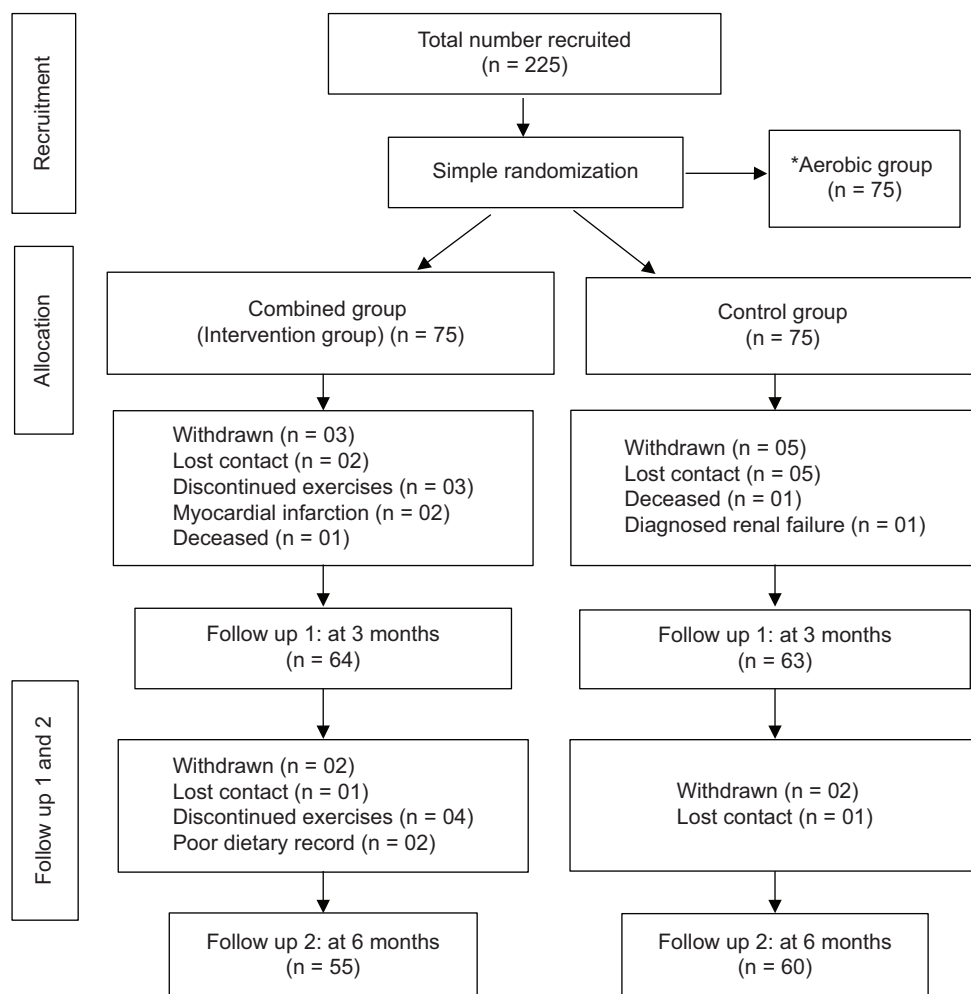 Recruitment
Total number recruited
(n = 225)
Simple randomization
*Aerobic group
(n = 75)
Allocation
Combined group
(Intervention group) (n = 75)
Control group
(n = 75)
Withdrawn (n = 03)
Lost contact (n = 02)
Discontinued exercises (n = 03)
Myocardial infarction (n = 02)
Deceased (n = 01)
Withdrawn (n = 05)
Lost contact (n = 05)
Deceased (n = 01)
Diagnosed renal failure (n = 01)
Follow up 1: at 3 months
(n = 64)
Follow up 1: at 3 months
(n = 63)
Follow up 1 and 2
Withdrawn (n = 02)
Lost contact (n = 01)
Discontinued exercises (n = 04)
Poor dietary record (n = 02)
Withdrawn (n = 02)
Lost contact (n = 01)
Follow up 2: at 6 months
(n = 55)
Follow up 2: at 6 months
(n = 60)